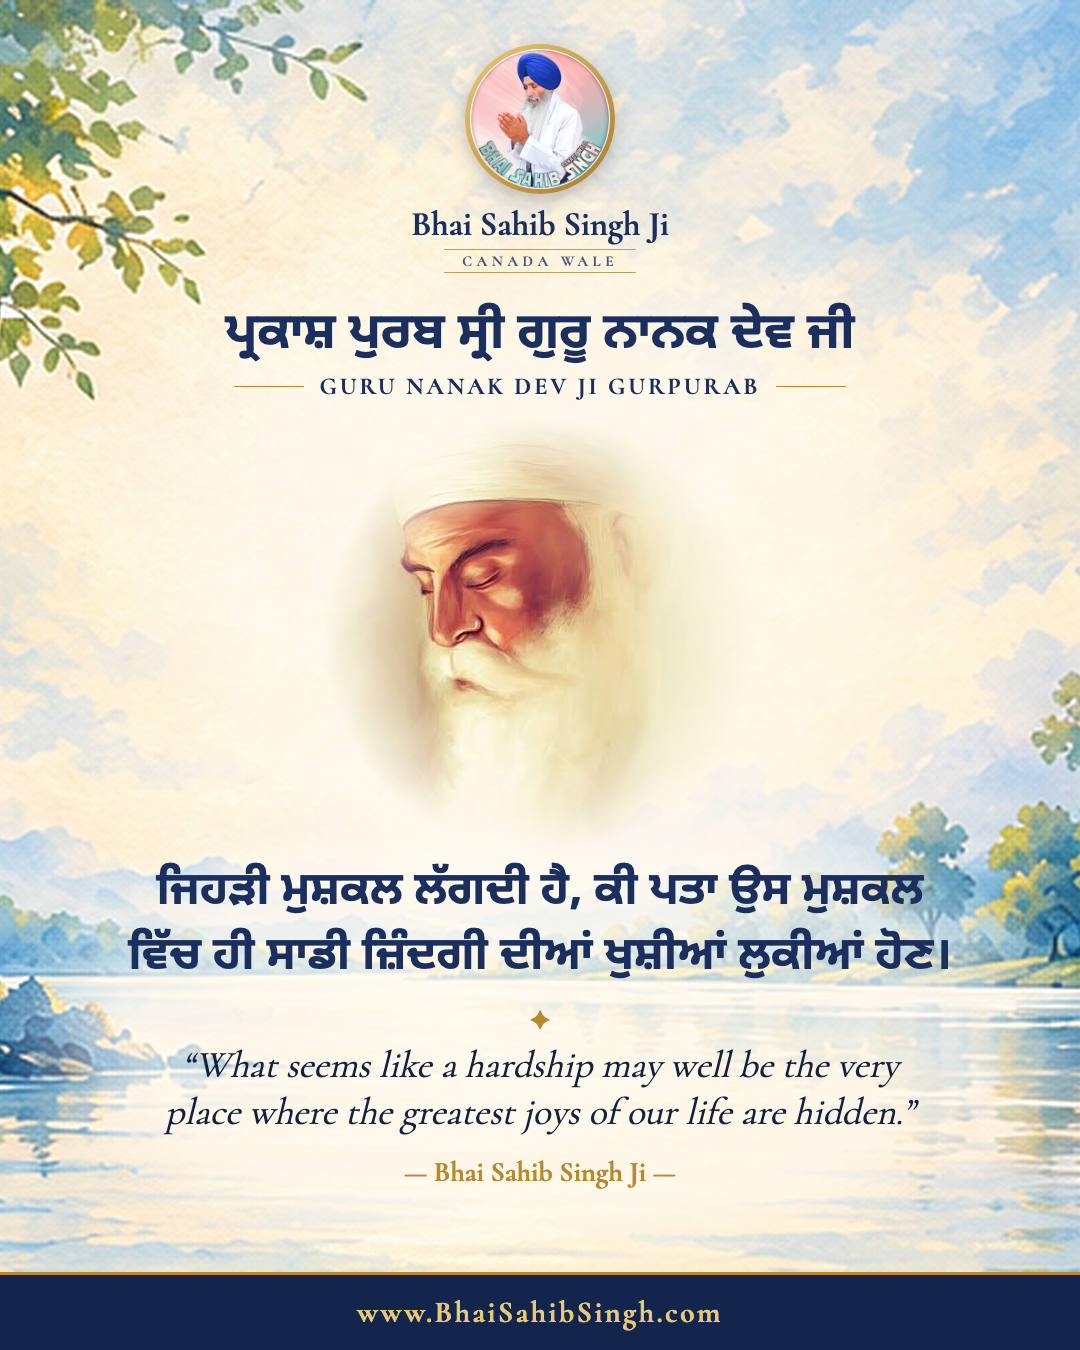 BHAI SAHIB SINGH
Bhai Sahib Singh Ji
CANADA WALE
ਪ੍ਰਕਾਸ਼ ਪੁਰਬ ਸ੍ਰੀ ਗੁਰੂ ਨਾਨਕ ਦੇਵ ਜੀ
GURU NANAK DEV JI GURPURAB
ਜਿਹੜੀ ਮੁਸ਼ਕਲ ਲੱਗਦੀ ਹੈ, ਕੀ ਪਤਾ ਉਸ ਮੁਸ਼ਕਲ
ਵਿੱਚ ਹੀ ਸਾਡੀ ਜ਼ਿੰਦਗੀ ਦੀਆਂ ਖੁਸ਼ੀਆਂ ਲੁਕੀਆਂ ਹੋਣ।
“What seems like a hardship may well be the very
place where the greatest joys of our life are hidden.”
— Bhai Sahib Singh Ji —
www.BhaiSahibSingh.com